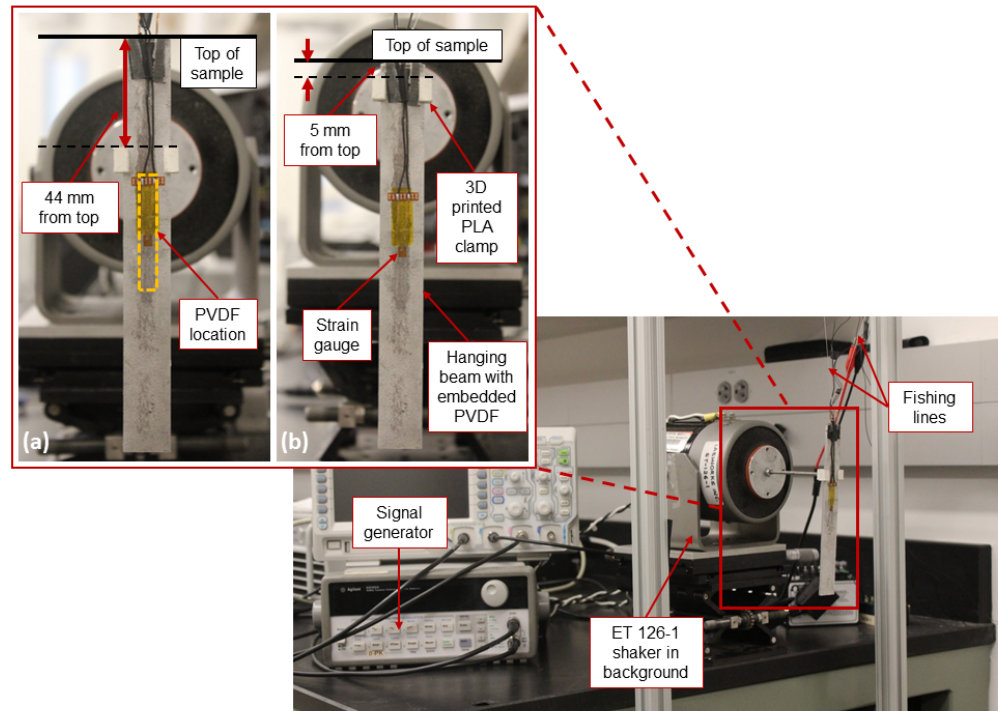 Top of
sample
44 mm
from top
PVDF
location
(a)
Top of sample
5 mm
from top
3D
printed
PLA
clamp
Strain
gauge
Hanging
beam with
embedded
PVDF
(b)
Fishing
lines
Signal
generator
Agilent
ET 126-1
shaker in
background